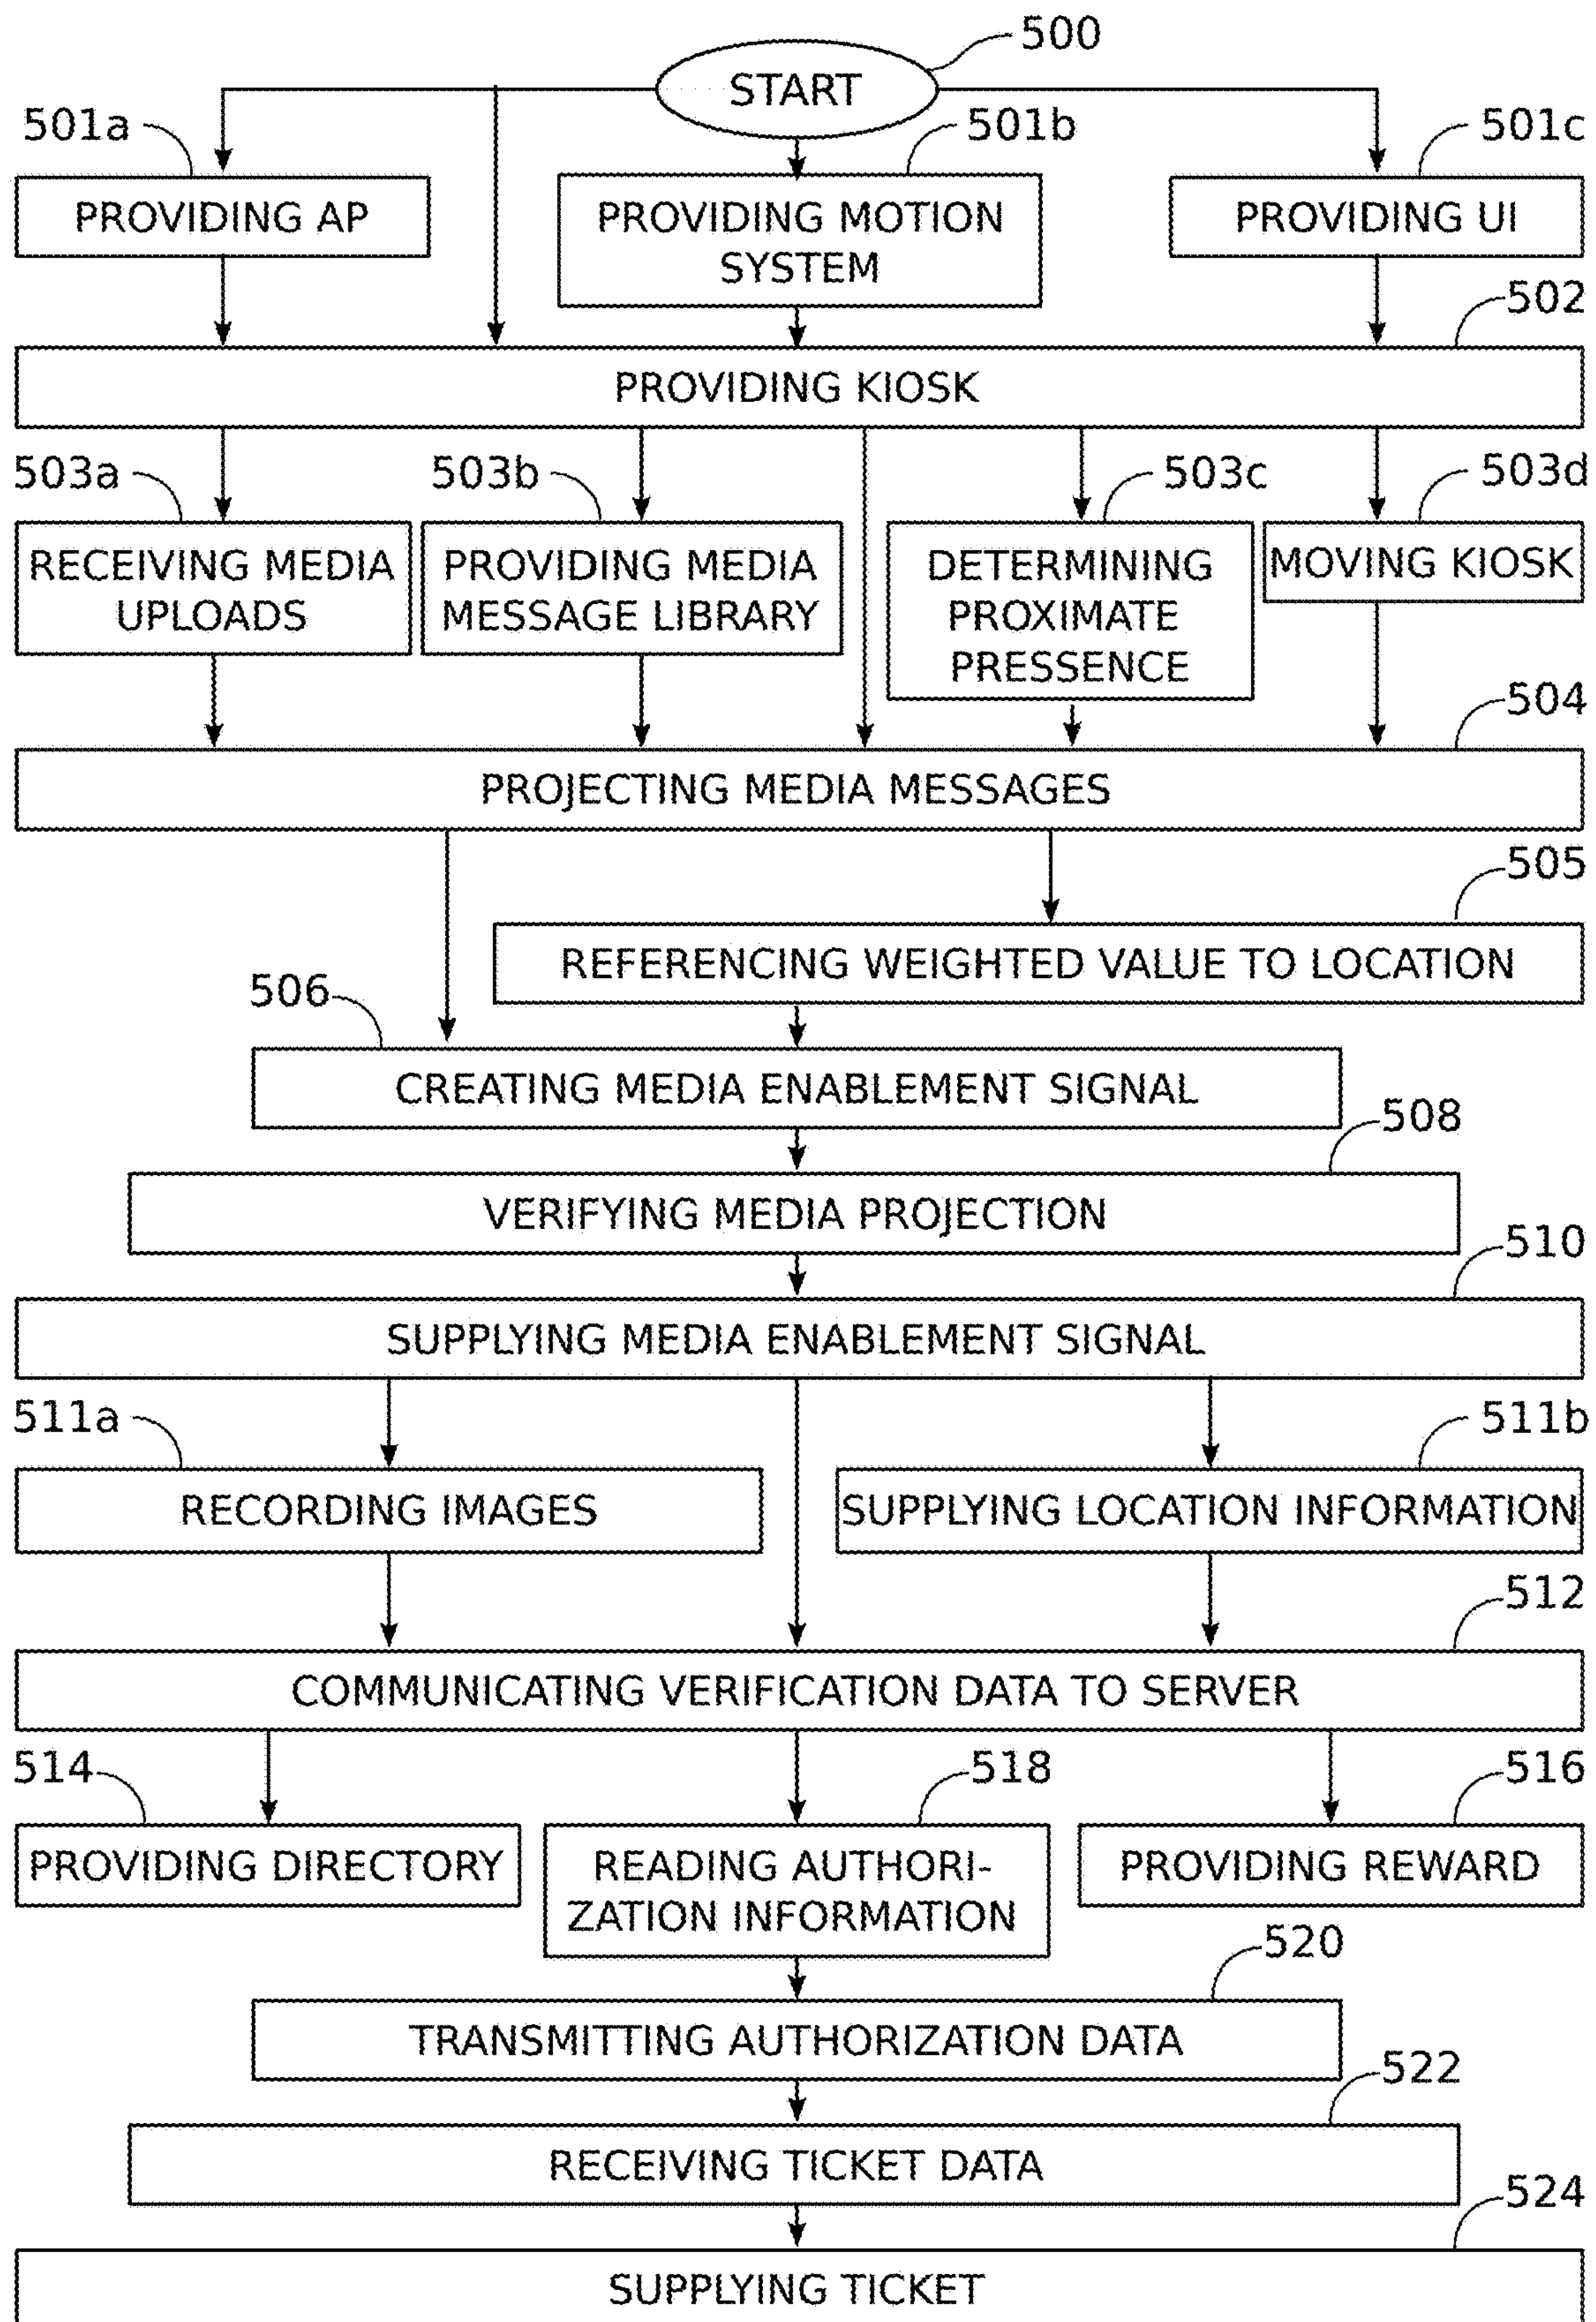 500
START
501a
501b
501c
PROVIDING AP
PROVIDING MOTION
SYSTEM
PROVIDING UI
502
PROVIDING KIOSK
503a
503b
503c
503d
RECEIVING MEDIA
UPLOADS
PROVIDING MEDIA
MESSAGE LIBRARY
DETERMINING
PROXIMATE
PRESSENCE
MOVING KIOSK
504
PROJECTING MEDIA MESSAGES
505
REFERENCING WEIGHTED VALUE TO LOCATION
506
CREATING MEDIA ENABLEMENT SIGNAL
508
VERIFYING MEDIA PROJECTION
510
SUPPLYING MEDIA ENABLEMENT SIGNAL
511a
511b
RECORDING IMAGES
SUPPLYING LOCATION INFORMATION
512
COMMUNICATING VERIFICATION DATA TO SERVER
514
518
516
PROVIDING DIRECTORY
READING AUTHORI-
ZATION INFORMATION
PROVIDING REWARD
520
TRANSMITTING AUTHORIZATION DATA
522
RECEIVING TICKET DATA
524
SUPPLYING TICKET